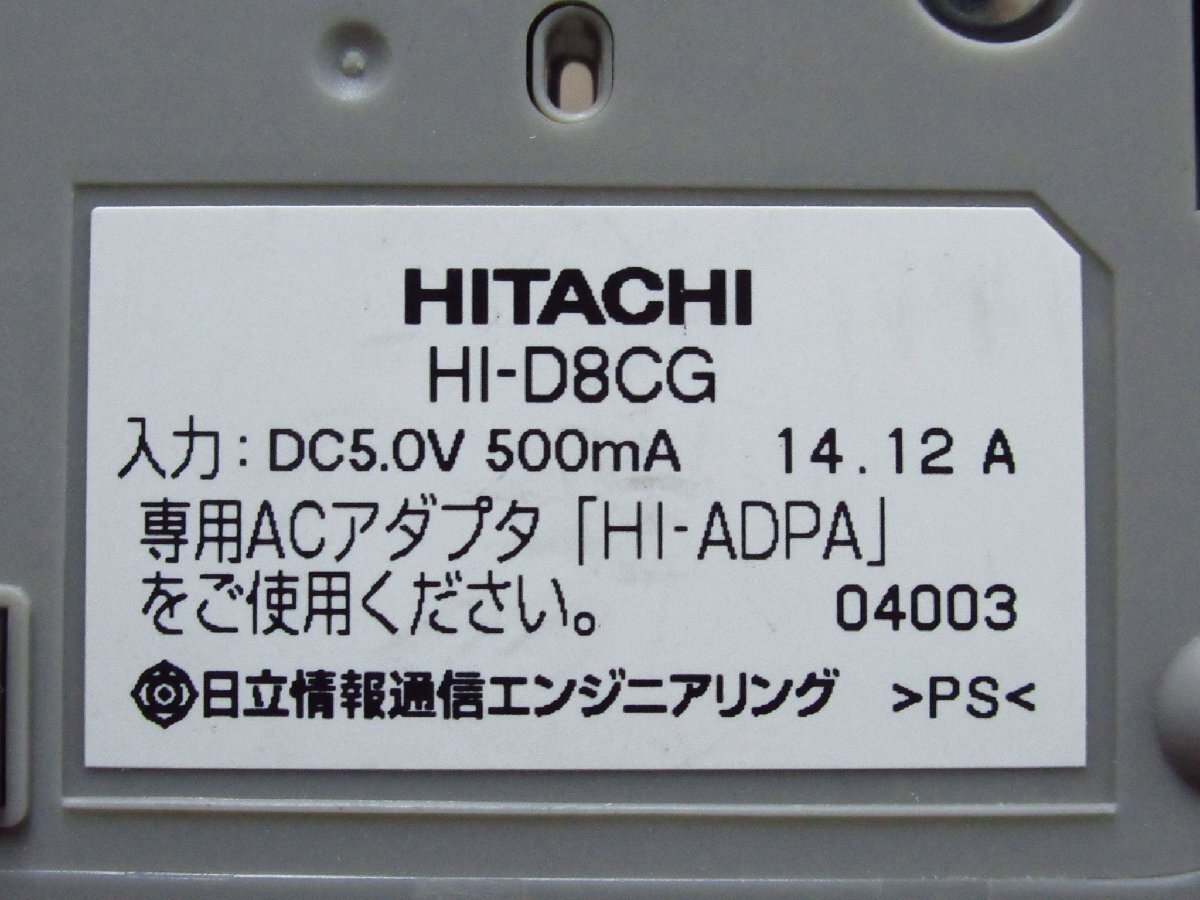 HITACHI
HI-D8CG
入力:DC5.0V 500mA 14.12 A
専用ACアダプタ「HI-ADPA」
をご使用ください。 04003
日立情報通信エンジニアリング >PS<